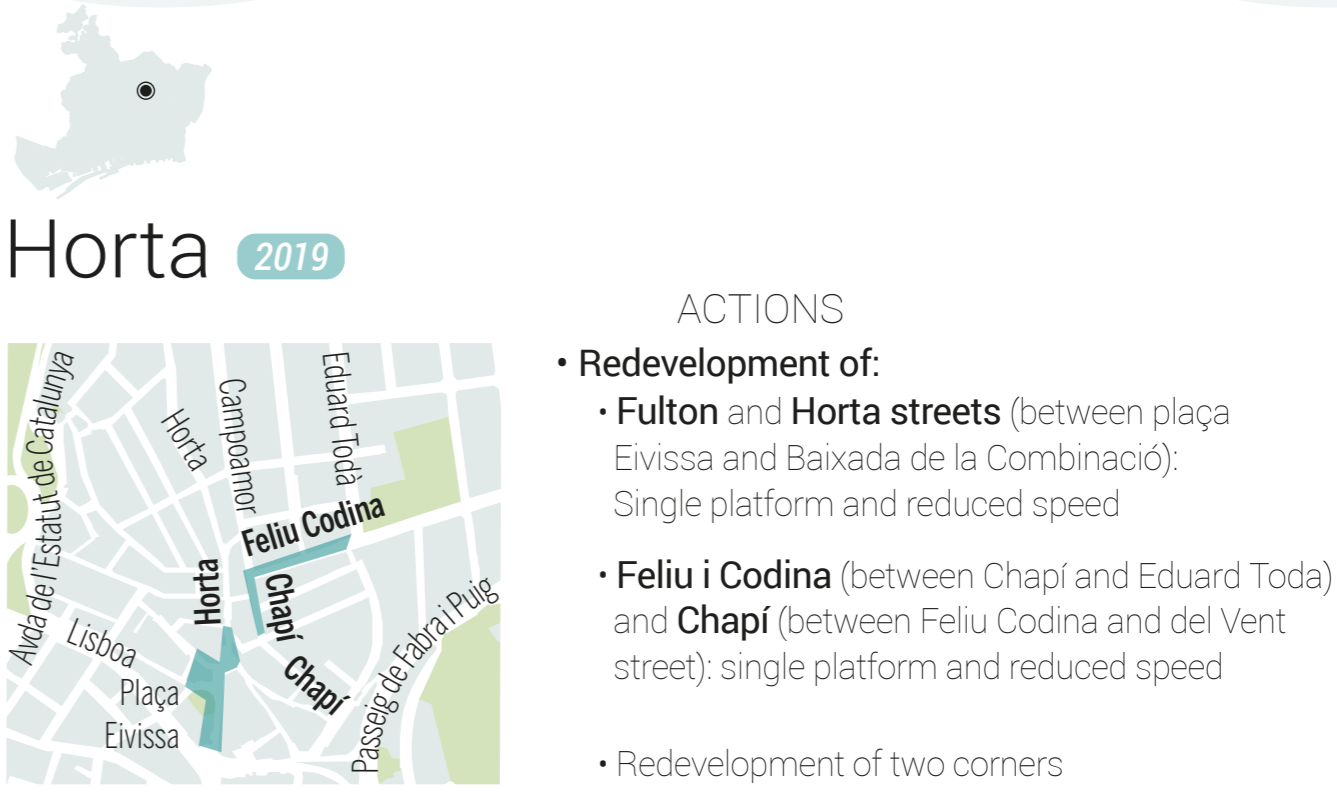 Horta 2019
Avda de l'Estatut de Catalunya
Horta
Campoamor
Eduard Todà
Feliu Codina
Horta
Chapí
Chapí
Lisboa
Plaça
Eivissa
Passeig de Fabra i Puig
ACTIONS
• Redevelopment of:
• Fulton and Horta streets (between plaça
Eivissa and Baixada de la Combinació):
Single platform and reduced speed
• Feliu i Codina (between Chapí and Eduard Toda)
and Chapí (between Feliu Codina and del Vent
street): single platform and reduced speed
• Redevelopment of two corners